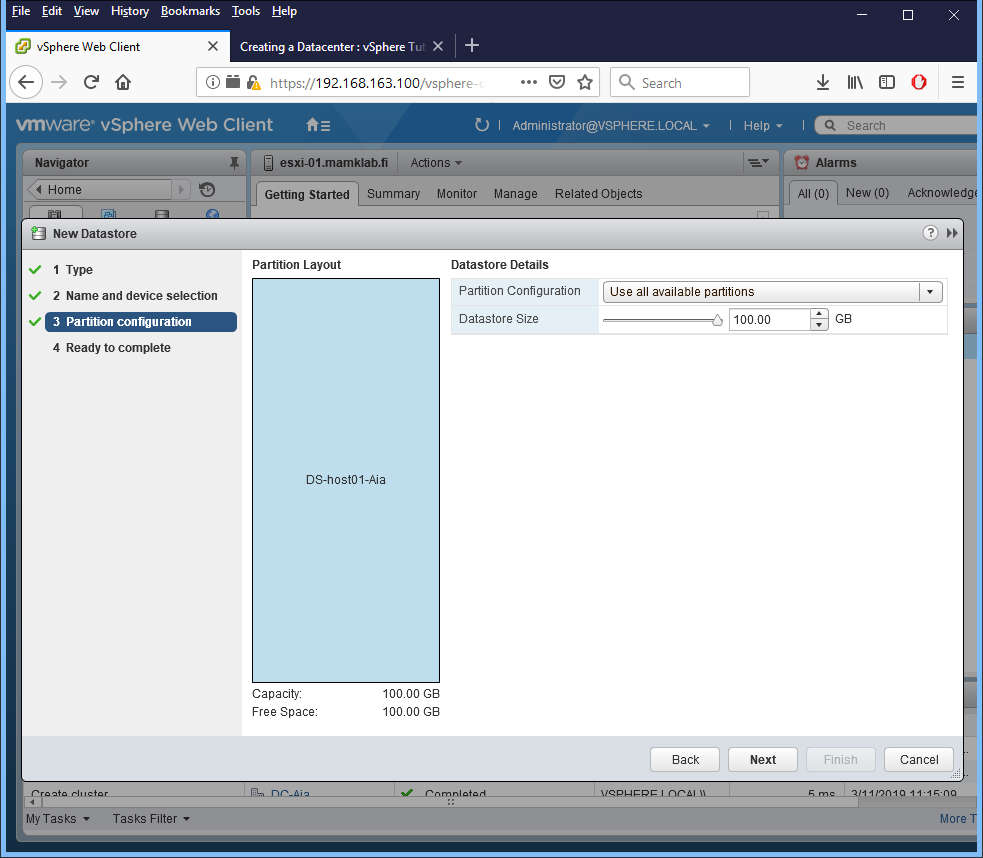 File Edit View History Bookmarks Tools Help
vSphere Web Client
Creating a Datacenter : vSphere Tut
https://192.168.163.100/vsphere-c
Search
vmware® vSphere Web Client
Administrator@VSPHERE.LOCAL
Help
Search
Navigator
esxi-01.mamklab.fi
Actions
Alarms
Home
Getting Started Summary Monitor Manage Related Objects
All (0) New (0) Acknowledge
New Datastore
1 Type
2 Name and device selection
3 Partition configuration
4 Ready to complete
Partition Layout
DS-host01-Aia
Capacity: 100.00 GB
Free Space: 100.00 GB
Datastore Details
Partition Configuration Use all available partitions
Datastore Size 100.00 GB
Back Next Finish Cancel
Create cluster DC-Aia Completed VSPHERE.LOCAL\\ 5 ms 3/11/2019 11:15:09
My Tasks Tasks Filter More T